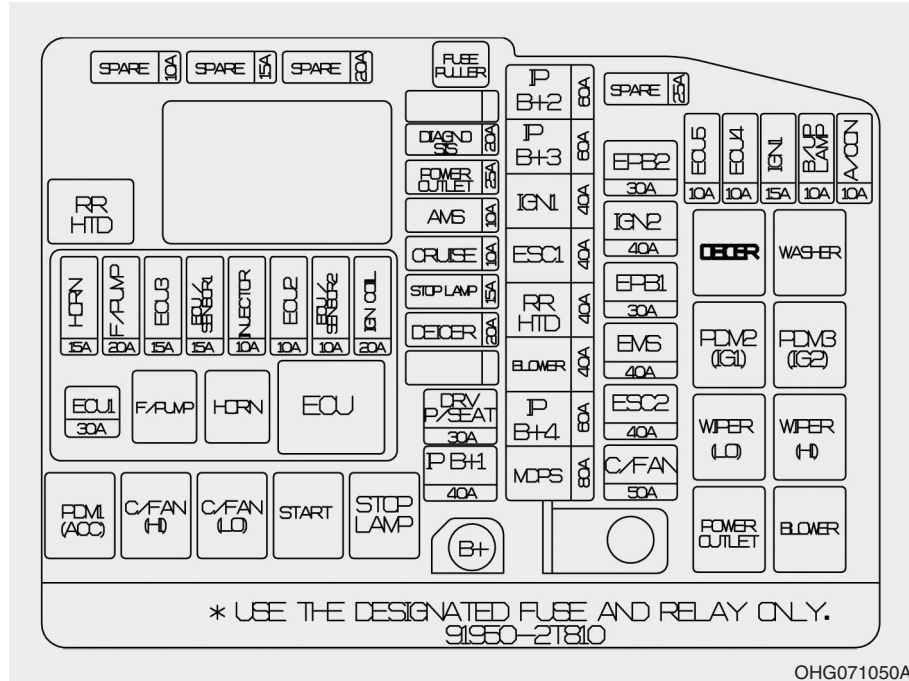 SPARE 10A
SPARE 15A
SPARE 20A
FUSE
PULLER
DIAGNO
SIS 20A
POWER
OUTLET 25A
AMS 10A
CRUISE 10A
STOP LAMP 15A
DEICER 20A
DRV
P/SEAT
30A
IP B+1
40A
IP
B+2 60A
IP
B+3 60A
IGN1 40A
ESC1 40A
RR
HTD 40A
BLOWER 40A
IP
B+4 60A
MDPS 80A
SPARE 25A
EPB2
30A
IGN2
40A
EPB1
30A
EMS
40A
ESC2
40A
C/FAN
50A
ECU5
10A
ECU4
10A
IGN1
15A
B/UP
LAMP
10A
A/CON
10A
DEICER
WASHER
PDM2
(IG1)
PDM3
(IG2)
WIPER
(LO)
WIPER
(HI)
POWER
OUTLET
BLOWER
RR
HTD
HORN
15A
F/PUMP
20A
ECU3
15A
ECU/
SENSOR1
15A
INJECTOR
10A
ECU2
10A
ECU/
SENSOR2
10A
IGN COIL
20A
ECU1
30A
F/PUMP
HORN
ECU
PDM1
(ACC)
C/FAN
(HI)
C/FAN
(LO)
START
STOP
LAMP
B+
* USE THE DESIGNATED FUSE AND RELAY ONLY.
91950-2T810
OHG071050A